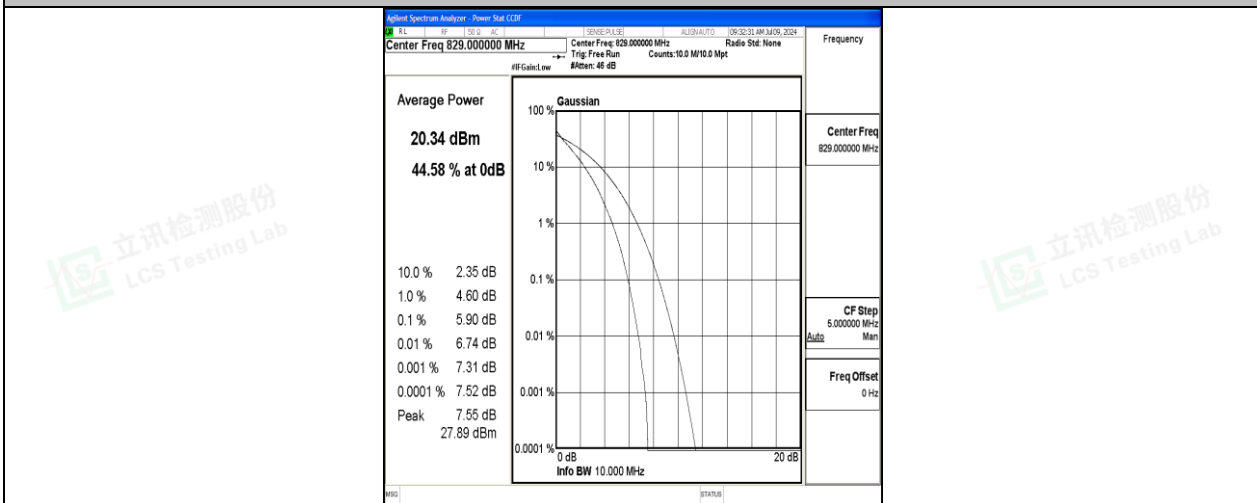 Agilent Spectrum Analyzer - Power Stat CCDF
RL RF 50 Ω AC SENSE:PULSE ALIGNAUTO 09:32:31 AM Jul 09, 2024
Center Freq 829.000000 MHz
Center Freq: 829.000000 MHz Radio Std: None
Trig: Free Run Counts:10.0 M/10.0 Mpt
#IFGain:Low #Atten: 46 dB
Frequency
Average Power
20.34 dBm
44.58 % at 0dB
10.0 % 2.35 dB
1.0 % 4.60 dB
0.1 % 5.90 dB
0.01 % 6.74 dB
0.001 % 7.31 dB
0.0001 % 7.52 dB
Peak 7.55 dB
27.89 dBm
Gaussian
100 %
10 %
1 %
0.1 %
0.01 %
0.001 %
0.0001 %
0 dB 20 dB
Info BW 10.000 MHz
Center Freq
829.000000 MHz
CF Step
5.000000 MHz
Auto Man
Freq Offset
0 Hz
MSG STATUS
立讯检测股份
LCS Testing Lab
立讯检测股份
LCS Testing Lab